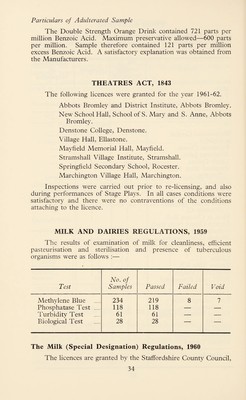 Particulars of Adulterated Sample
The Double Strength Orange Drink contained 721 parts per
million Benzoic Acid. Maximum preservative allowed—600 parts
per million. Sample therefore contained 121 parts per million
excess Benzoic Acid. A satisfactory explanation was obtained from
the Manufacturers.
THEATRES ACT, 1843
The following licences were granted for the year 1961-62.
Abbots Bromley and District Institute, Abbots Bromley.
New School Hall, School of S. Mary and S. Anne, Abbots
Bromley.
Denstone College, Denstone.
Village Hall, Ellastone.
Mayfield Memorial Hall, Mayfield.
Stramshall Village Institute, Stramshall.
Springfield Secondary School, Rocester.
Marchington Village Hall, Marchington.
Inspections were carried out prior to re-licensing, and also
during performances of Stage Plays. In all cases conditions were
satisfactory and there were no contraventions of the conditions
attaching to the licence.
MILK AND DAIRIES REGULATIONS, 1959
The results of examination of milk for cleanliness, efficient
pasteurisation and sterilisation and presence of tuberculous
organisms were as follows :—
Test No. of Samples Passed Failed Void
Methylene Blue ... 234 219 8 7
Phosphatase Test ... 118 118 — —
Turbidity Test ... 61 61 — —
Biological Test ... 28 28 — —
The Milk (Special Designation) Regulations, 1960
The licences are granted by the Staffordshire County Council,
34